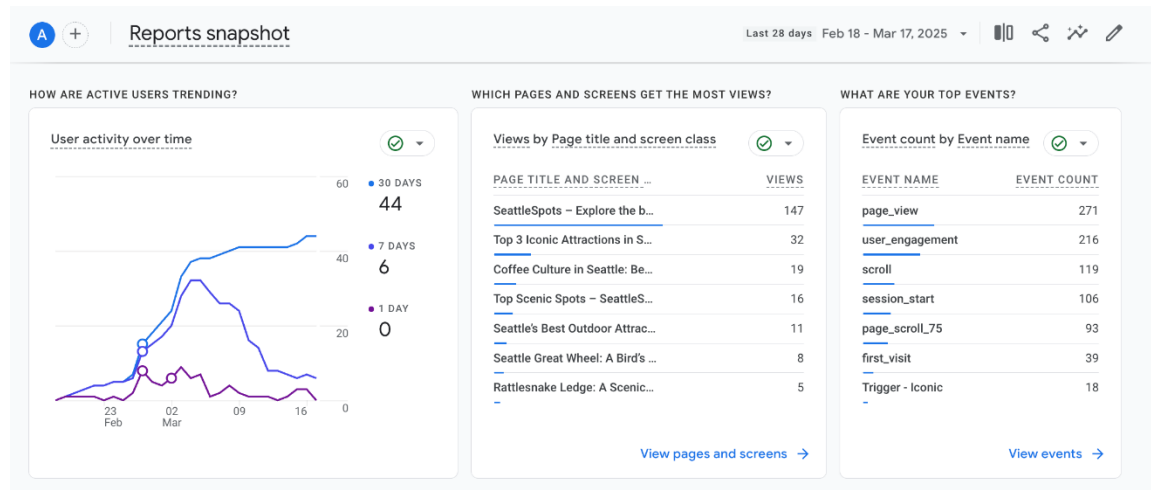 A + Reports snapshot Last 28 days Feb 18 - Mar 17, 2025
HOW ARE ACTIVE USERS TRENDING?
User activity over time
60
40
20
0
23 Feb
02 Mar
09
16
30 DAYS
44
7 DAYS
6
1 DAY
0
WHICH PAGES AND SCREENS GET THE MOST VIEWS?
Views by Page title and screen class
PAGE TITLE AND SCREEN … VIEWS
SeattleSpots – Explore the b... 147
Top 3 Iconic Attractions in S... 32
Coffee Culture in Seattle: Be... 19
Top Scenic Spots – SeattleS... 16
Seattle's Best Outdoor Attrac... 11
Seattle Great Wheel: A Bird's ... 8
Rattlesnake Ledge: A Scenic... 5
View pages and screens →
WHAT ARE YOUR TOP EVENTS?
Event count by Event name
EVENT NAME EVENT COUNT
page_view 271
user_engagement 216
scroll 119
session_start 106
page_scroll_75 93
first_visit 39
Trigger - Iconic 18
View events →